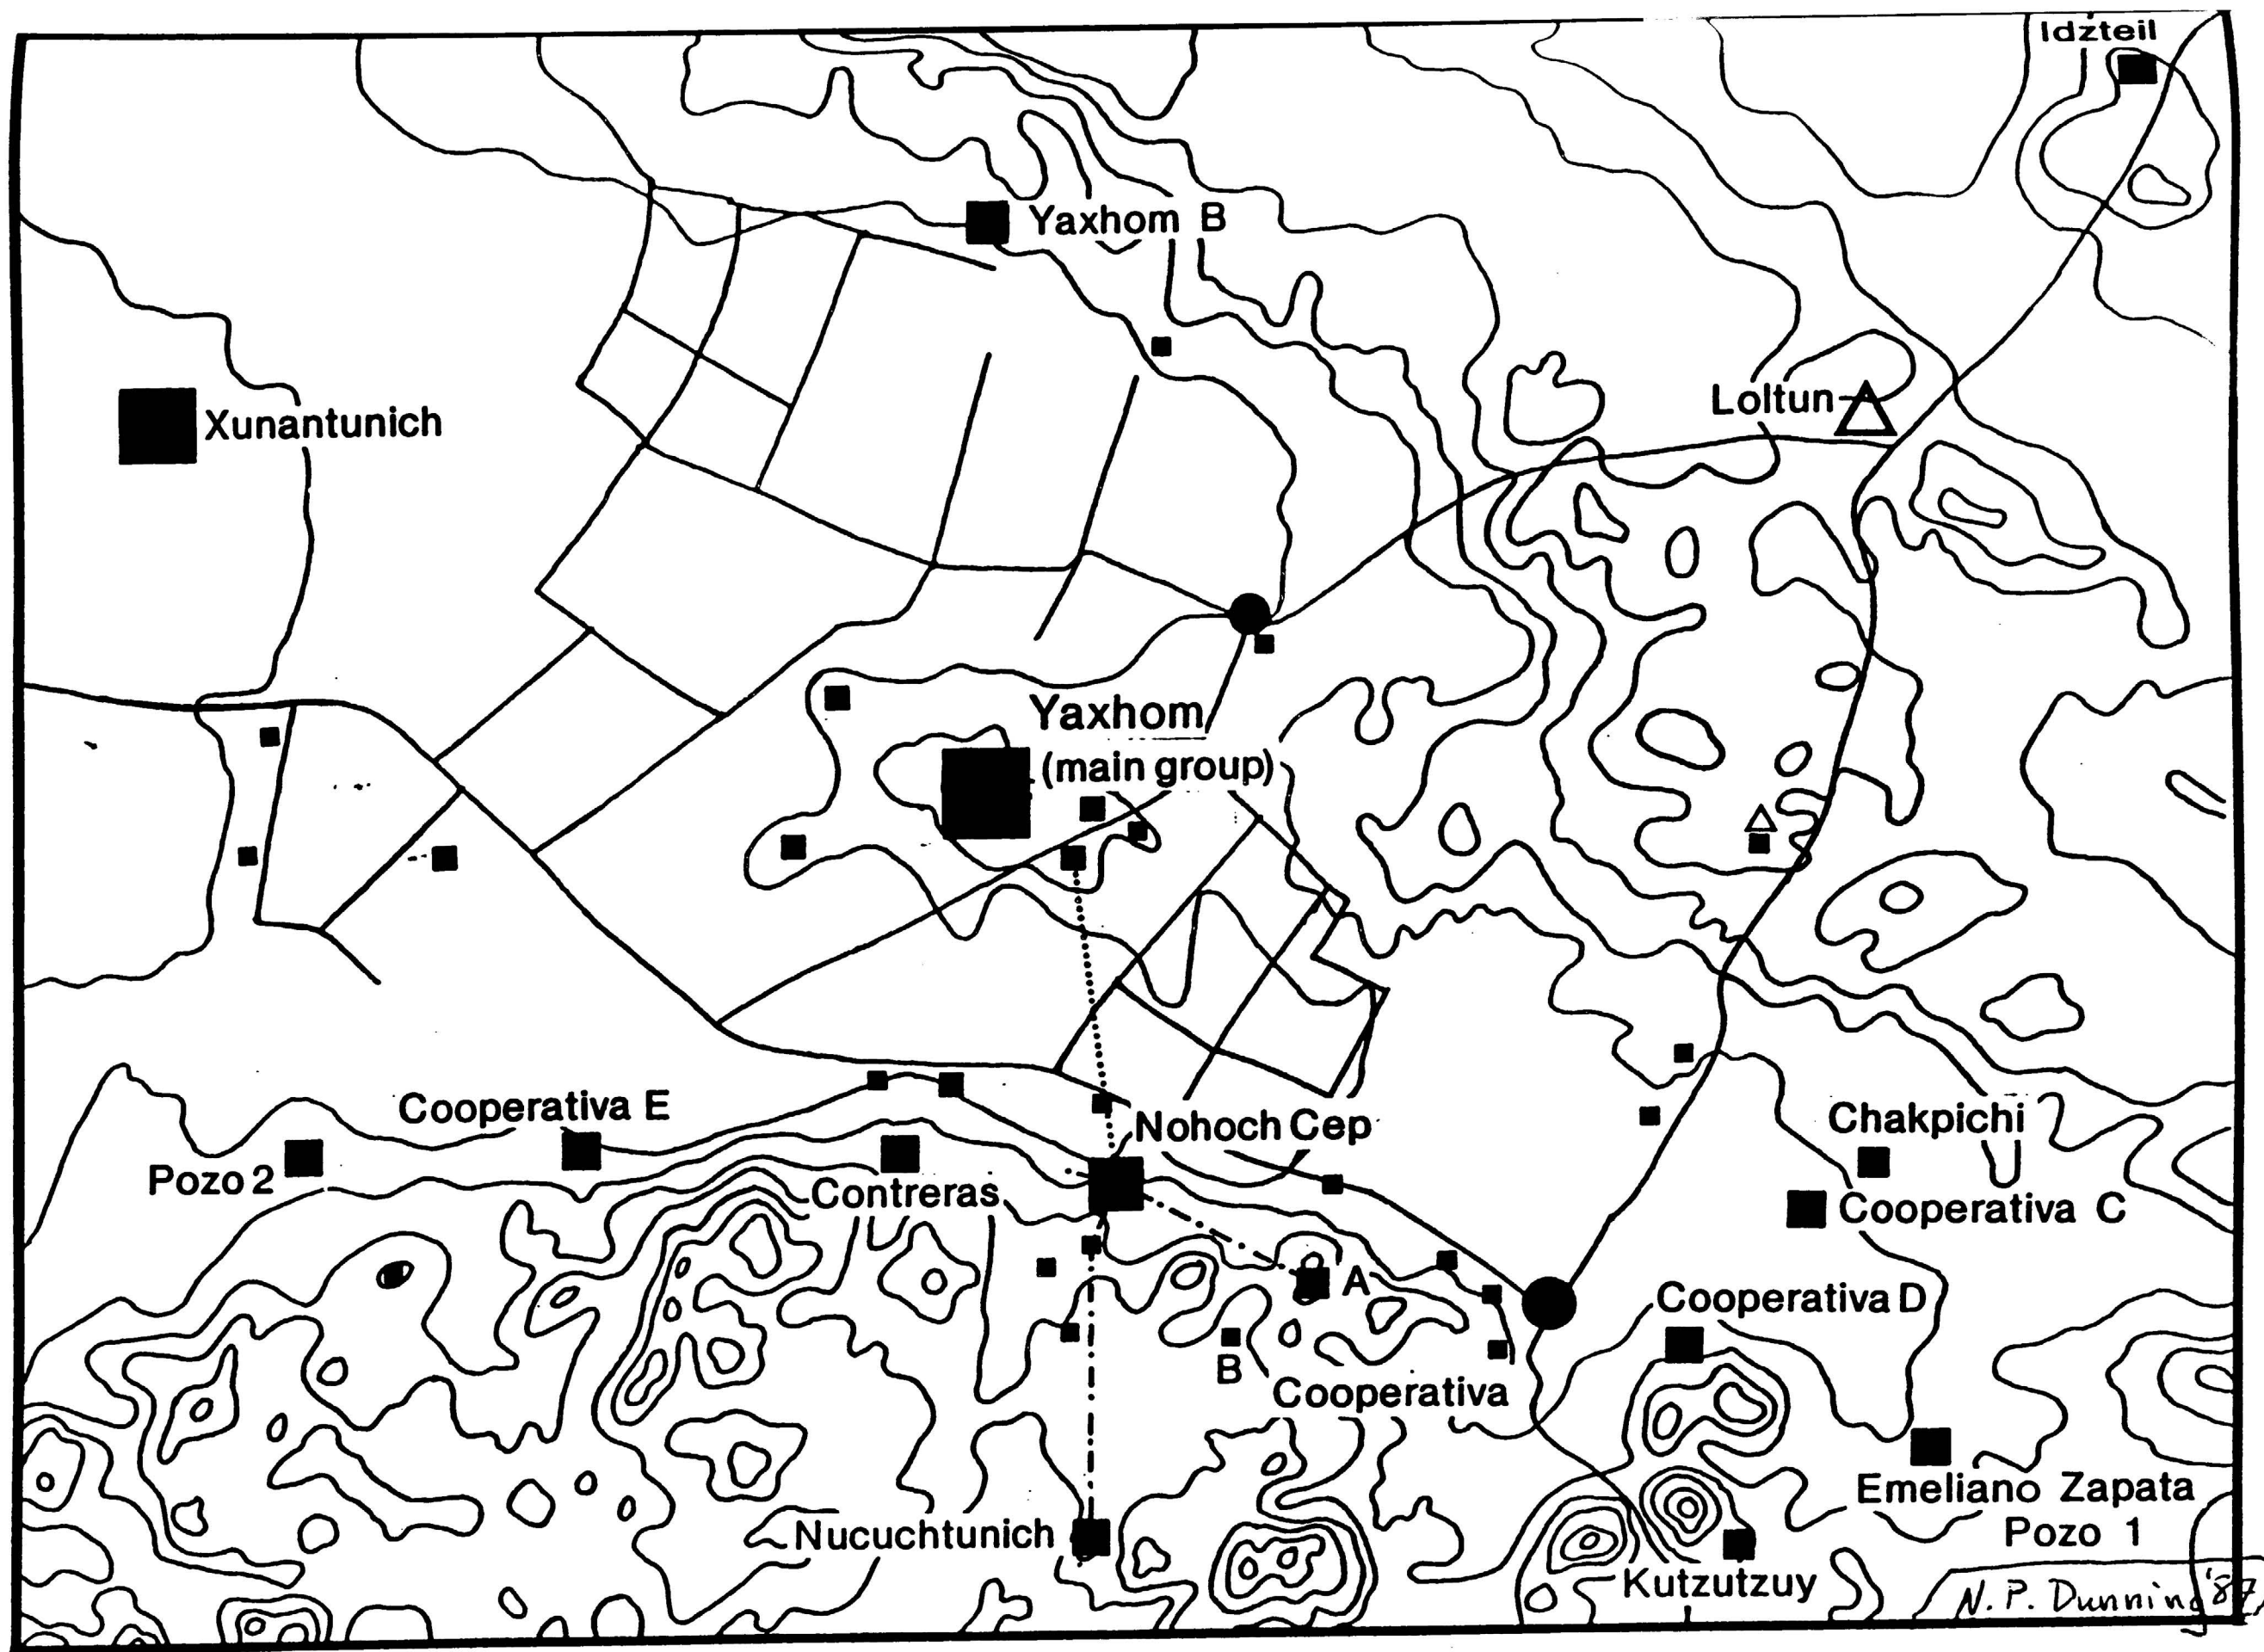 Idzteil
Yaxhom B
Loltun
Xunantunich
Yaxhom
(main group)
Cooperativa E
Nohoch Cep
Chakpichi
Pozo 2
Contreras
Cooperativa C
A
Cooperativa D
B
Cooperativa
Emeliano Zapata
Pozo 1
Nucuchtunich
Kutzutzuy
N. P. Dunning '87